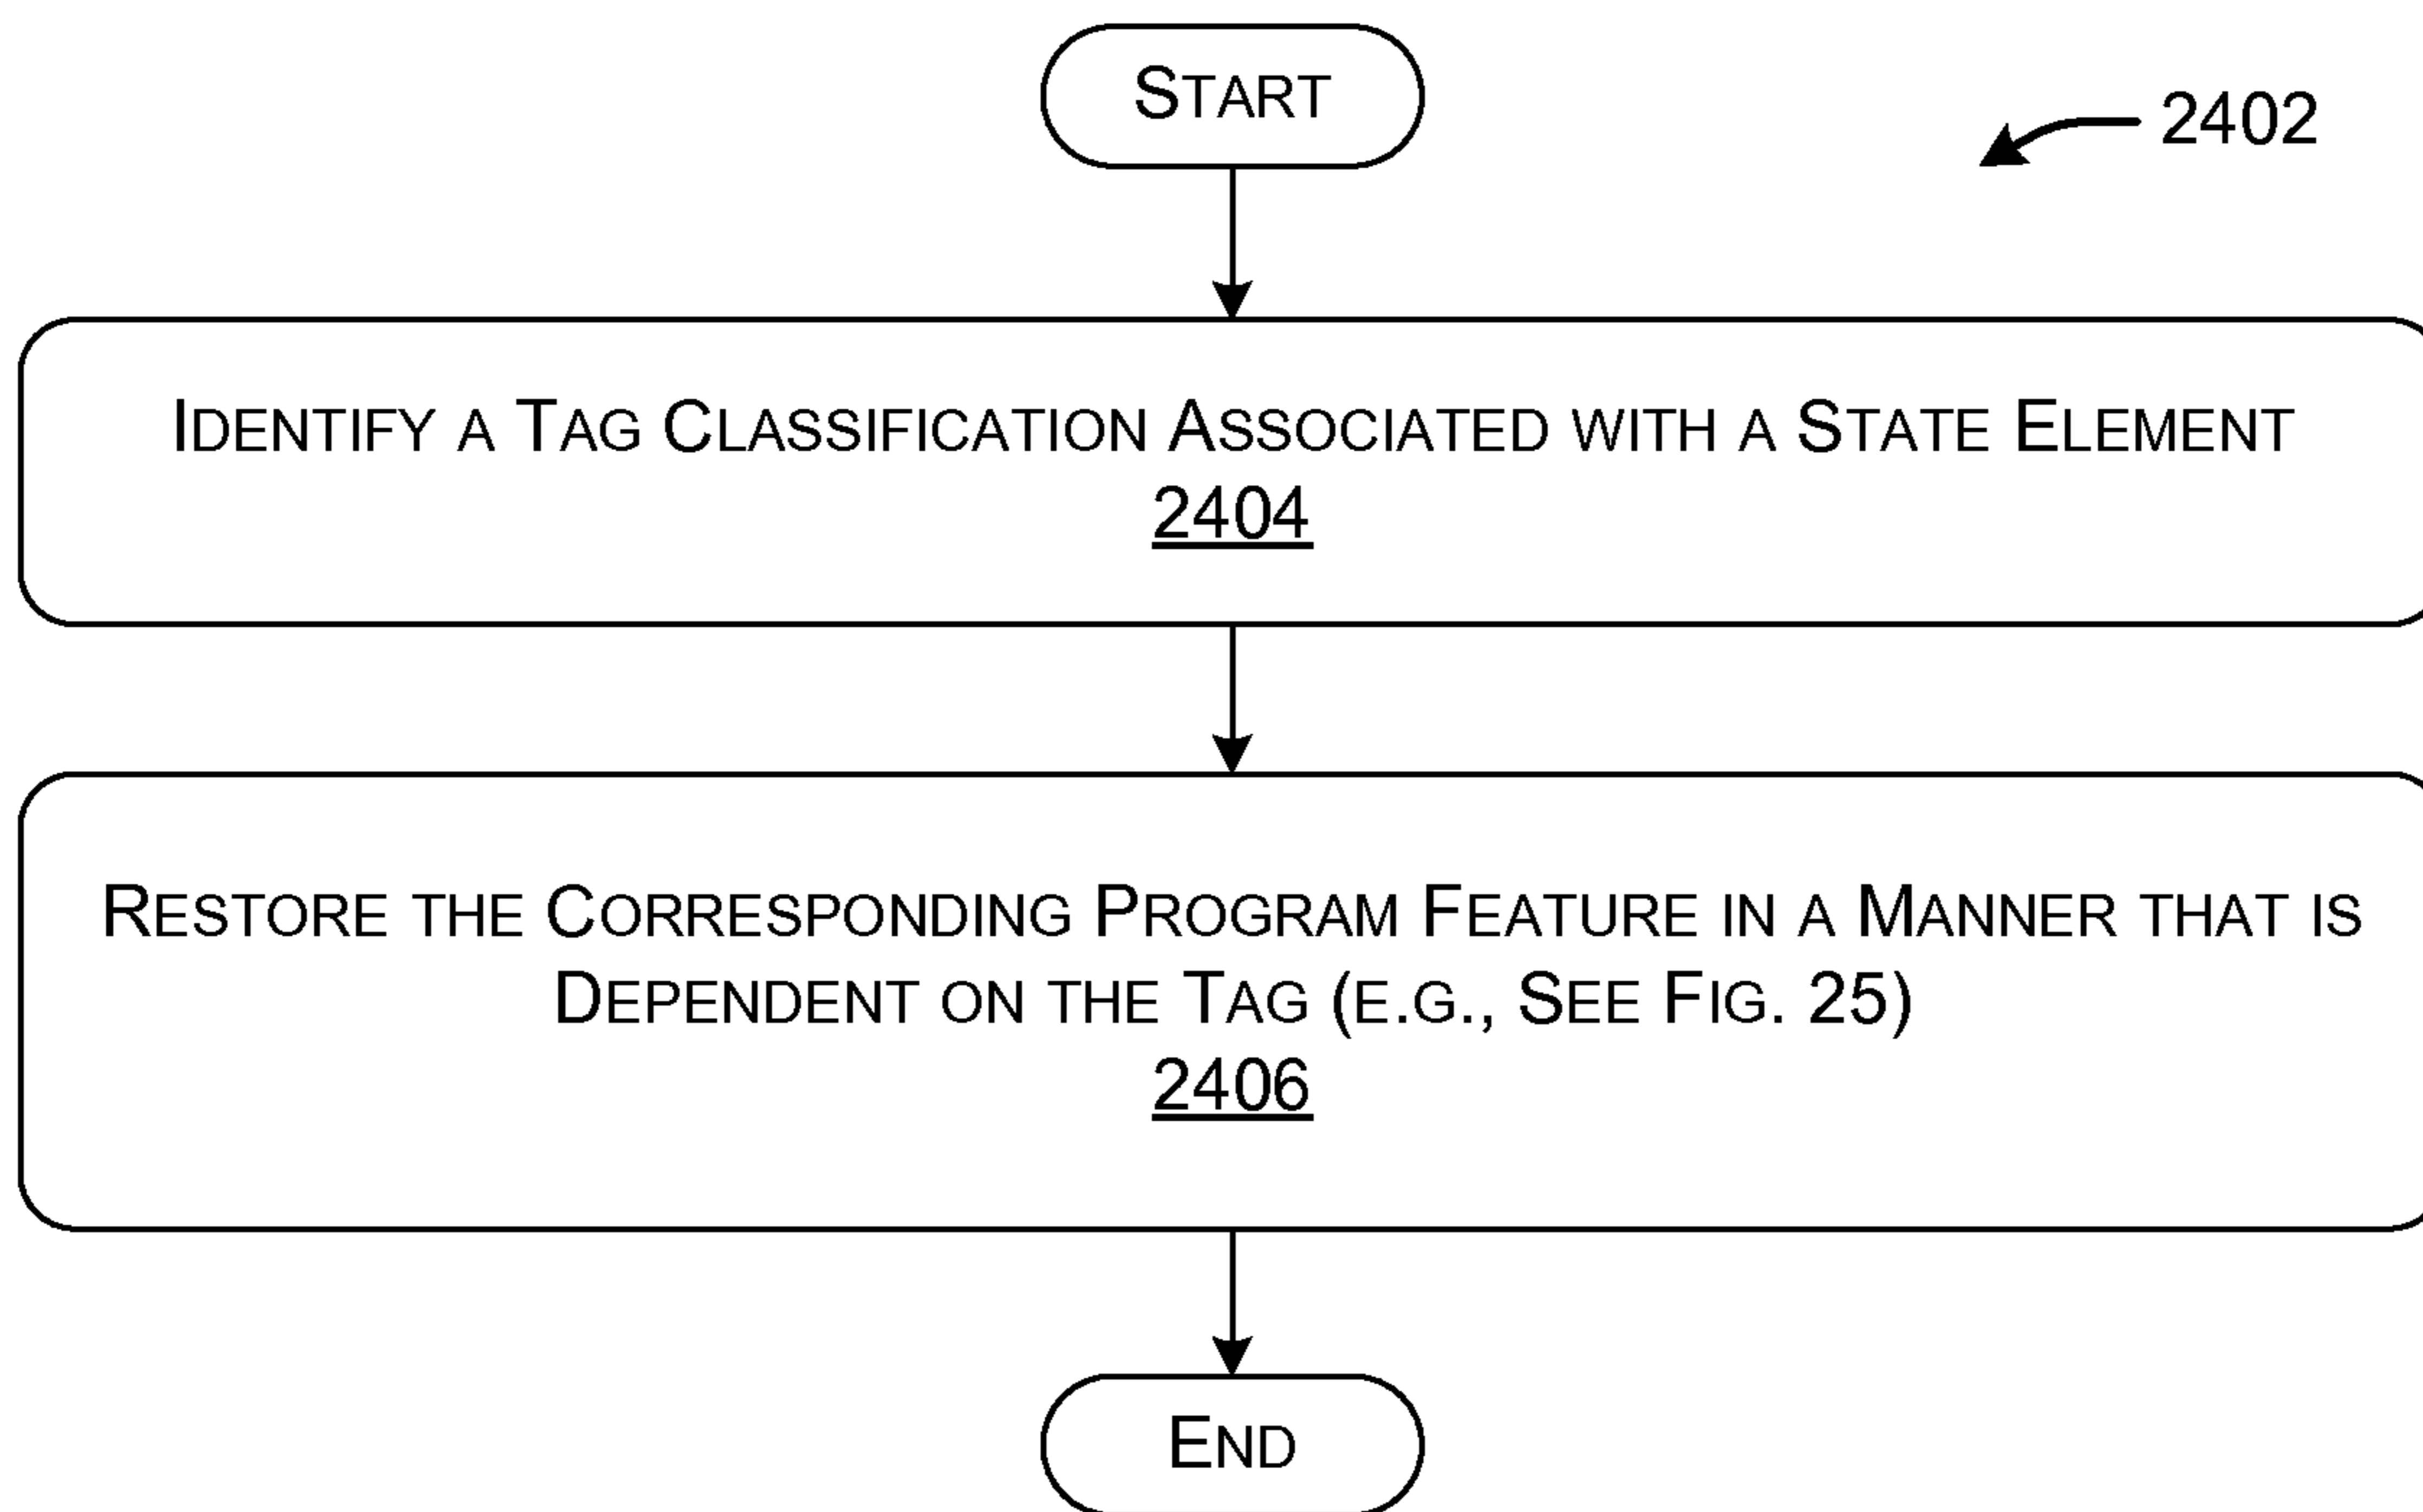 START
2402
IDENTIFY A TAG CLASSIFICATION ASSOCIATED WITH A STATE ELEMENT
2404
RESTORE THE CORRESPONDING PROGRAM FEATURE IN A MANNER THAT IS
DEPENDENT ON THE TAG (E.G., SEE FIG. 25)
2406
END